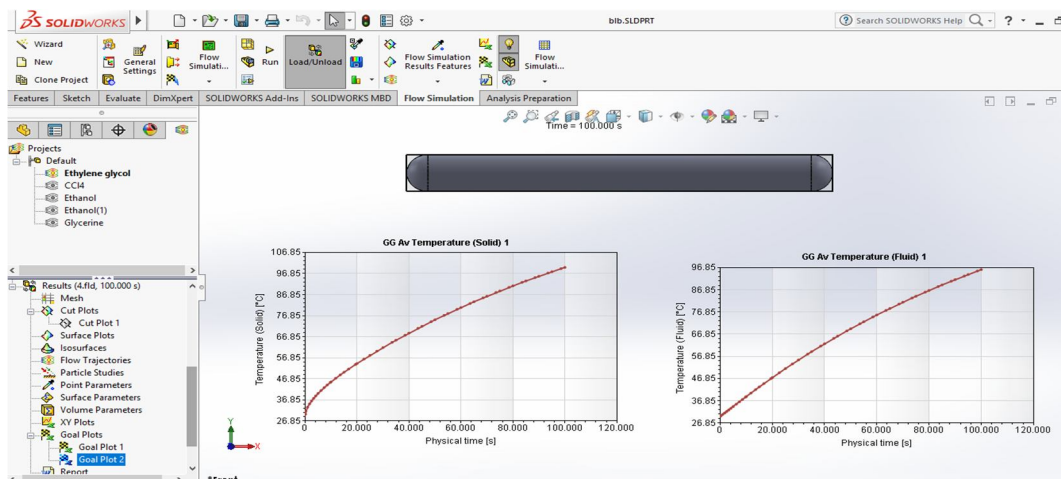 SOLIDWORKS
blb.SLDPRT
Search SOLIDWORKS Help
?
Wizard
New
Clone Project
General Settings
Flow Simulati...
Run
Load/Unload
Flow Simulation Results Features
Flow Simulati...
Features
Sketch
Evaluate
DimXpert
SOLIDWORKS Add-Ins
SOLIDWORKS MBD
Flow Simulation
Analysis Preparation
Time = 100.000 s
Projects
Default
Ethylene glycol
CCl4
Ethanol
Ethanol(1)
Glycerine
Results (4.fld, 100.000 s)
Mesh
Cut Plots
Cut Plot 1
Surface Plots
Isosurfaces
Flow Trajectories
Particle Studies
Point Parameters
Surface Parameters
Volume Parameters
XY Plots
Goal Plots
Goal Plot 1
Goal Plot 2
Report
GG Av Temperature (Solid) 1
Temperature (Solid) [°C]
106.85
96.85
86.85
76.85
66.85
56.85
46.85
36.85
26.85
0 20.000 40.000 60.000 80.000 100.000 120.000
Physical time [s]
GG Av Temperature (Fluid) 1
Temperature (Fluid) [°C]
96.85
86.85
76.85
66.85
56.85
46.85
36.85
26.85
0 20.000 40.000 60.000 80.000 100.000 120.000
Physical time [s]
Y
X